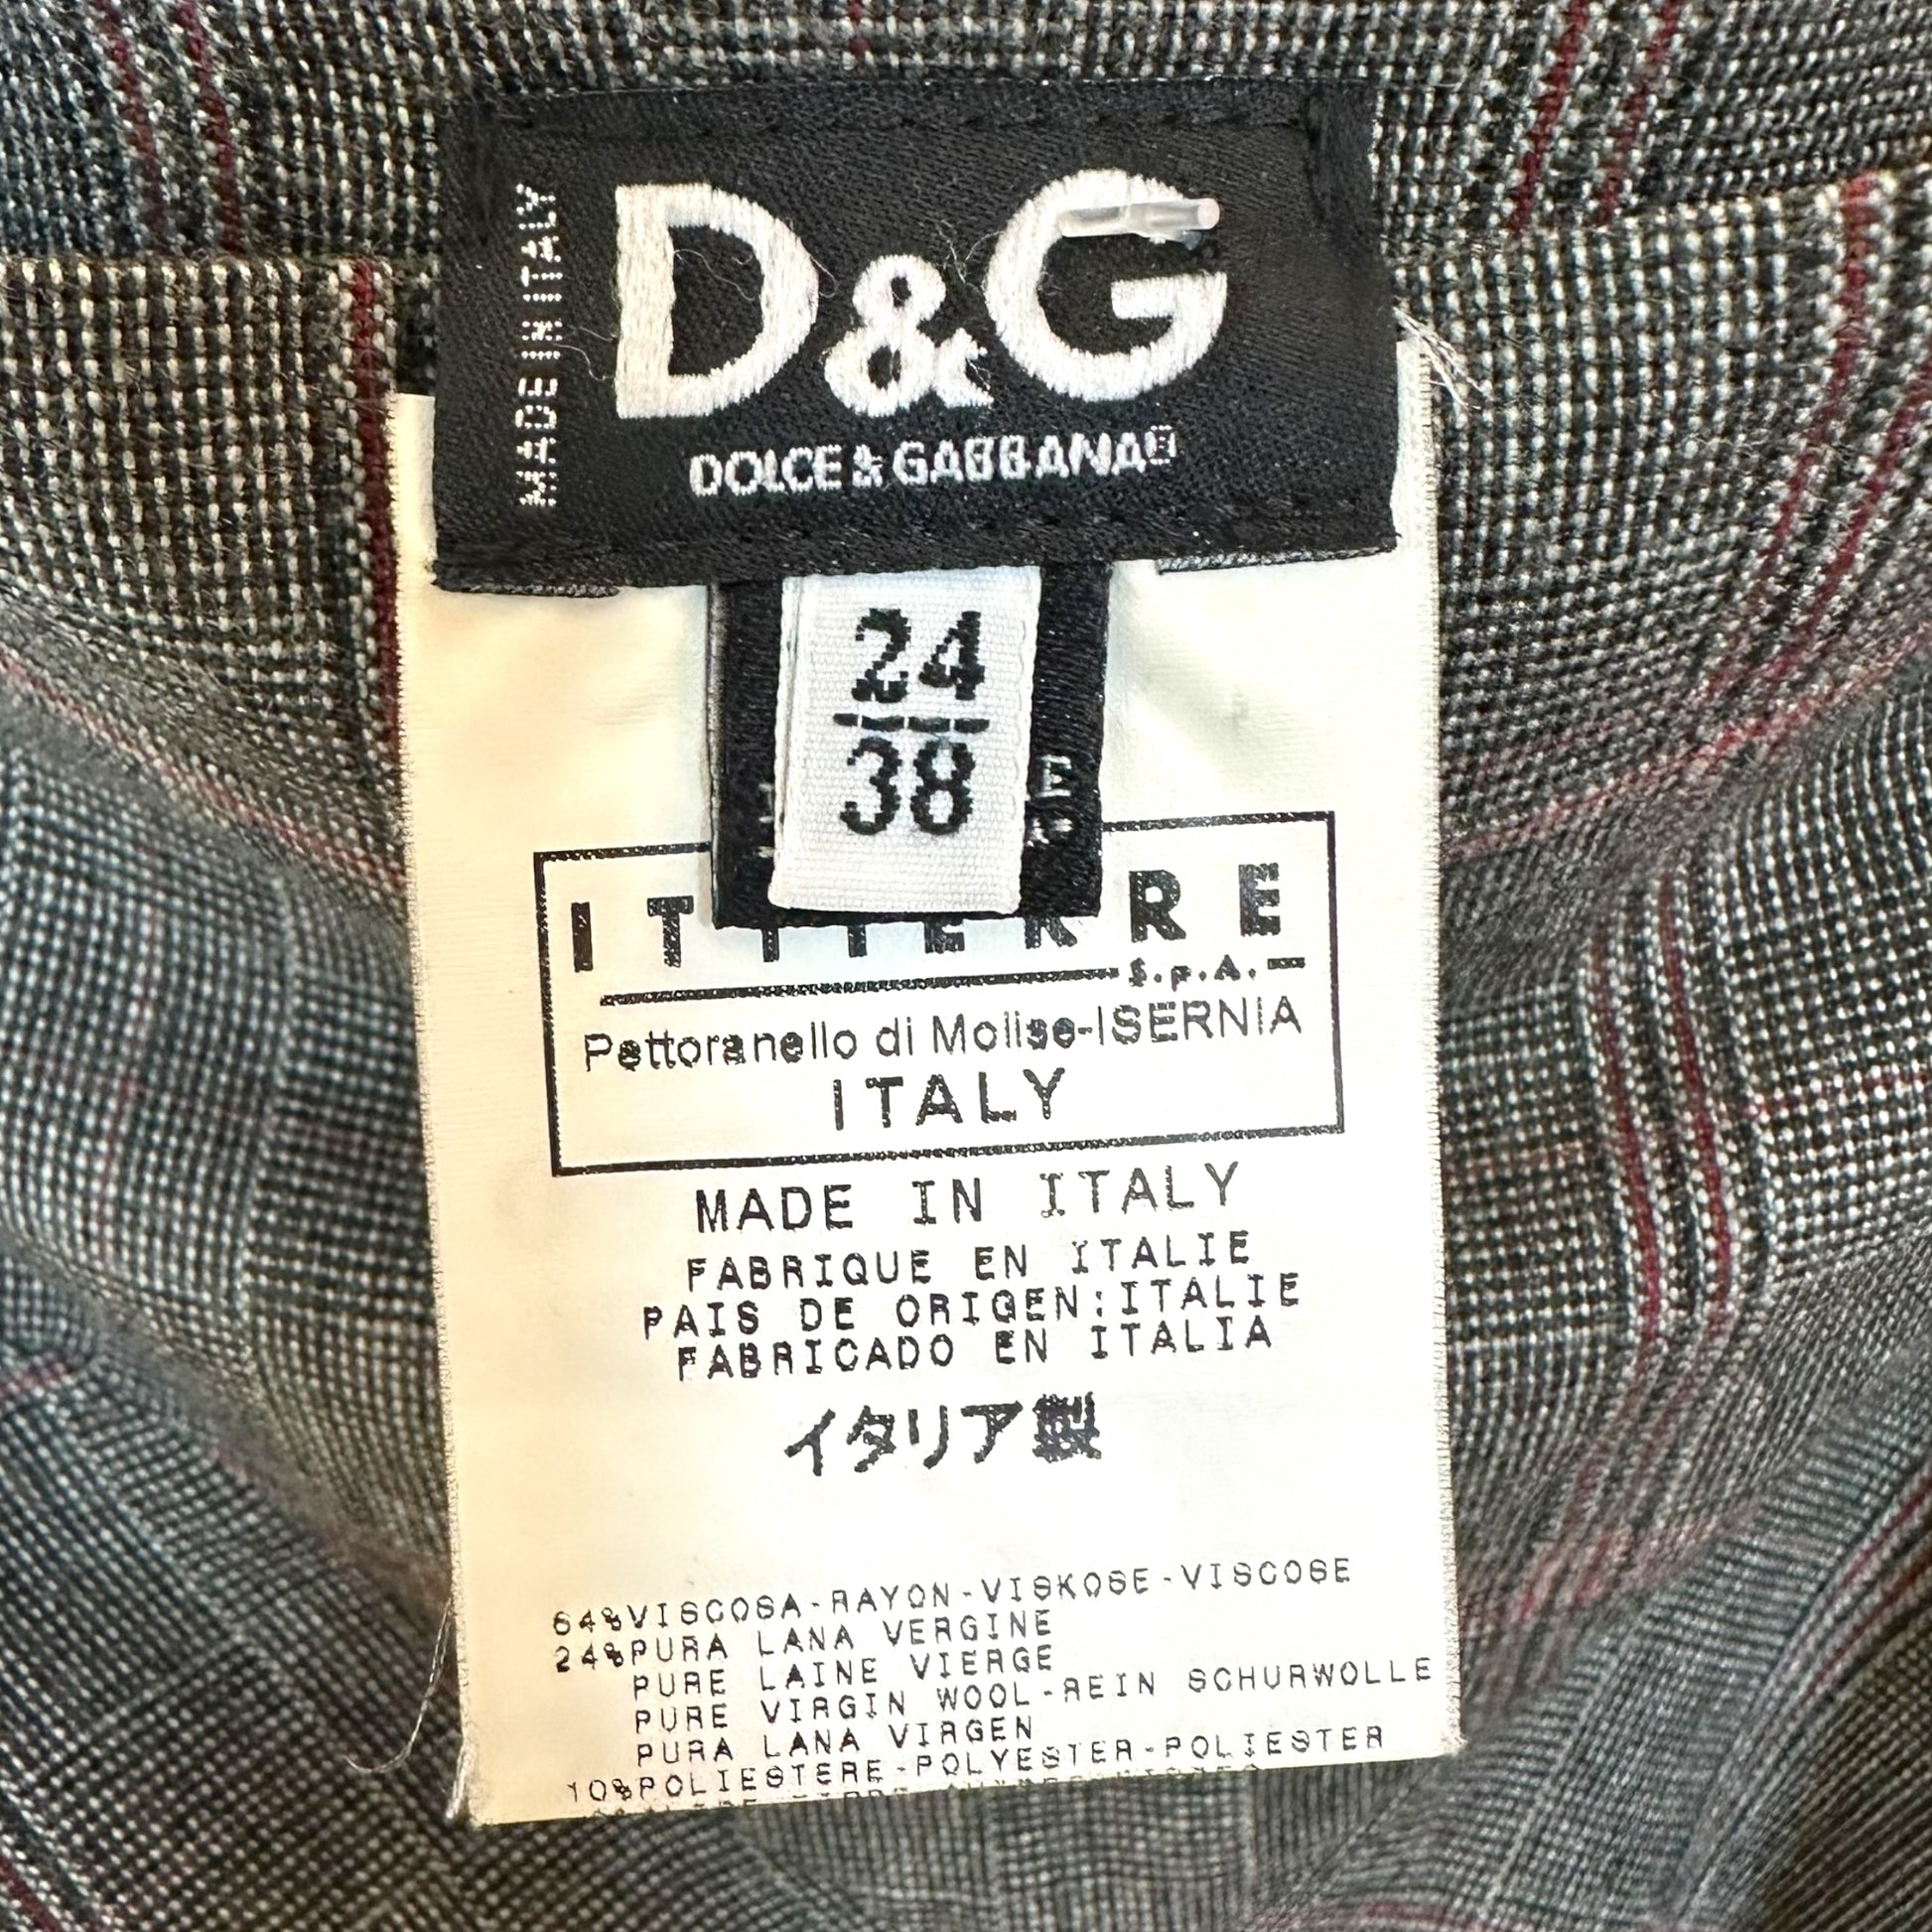 MADE IN ITALY
D&G
DOLCE & GABBANA
24
38
E
ITTIERRE
S.p.A.
Pettoranello di Molise-ISERNIA
ITALY
MADE IN ITALY
FABRIQUE EN ITALIE
PAIS DE ORIGEN:ITALIE
FABRICADO EN ITALIA
イタリア製
64%VISCOSA-RAYON-VISKOSE-VISCOSE
24%PURA LANA VERGINE
PURE LAINE VIERGE
PURE VIRGIN WOOL-REIN SCHURWOLLE
PURA LANA VIRGEN
10%POLIESTERE-POLYESTER-POLIESTER